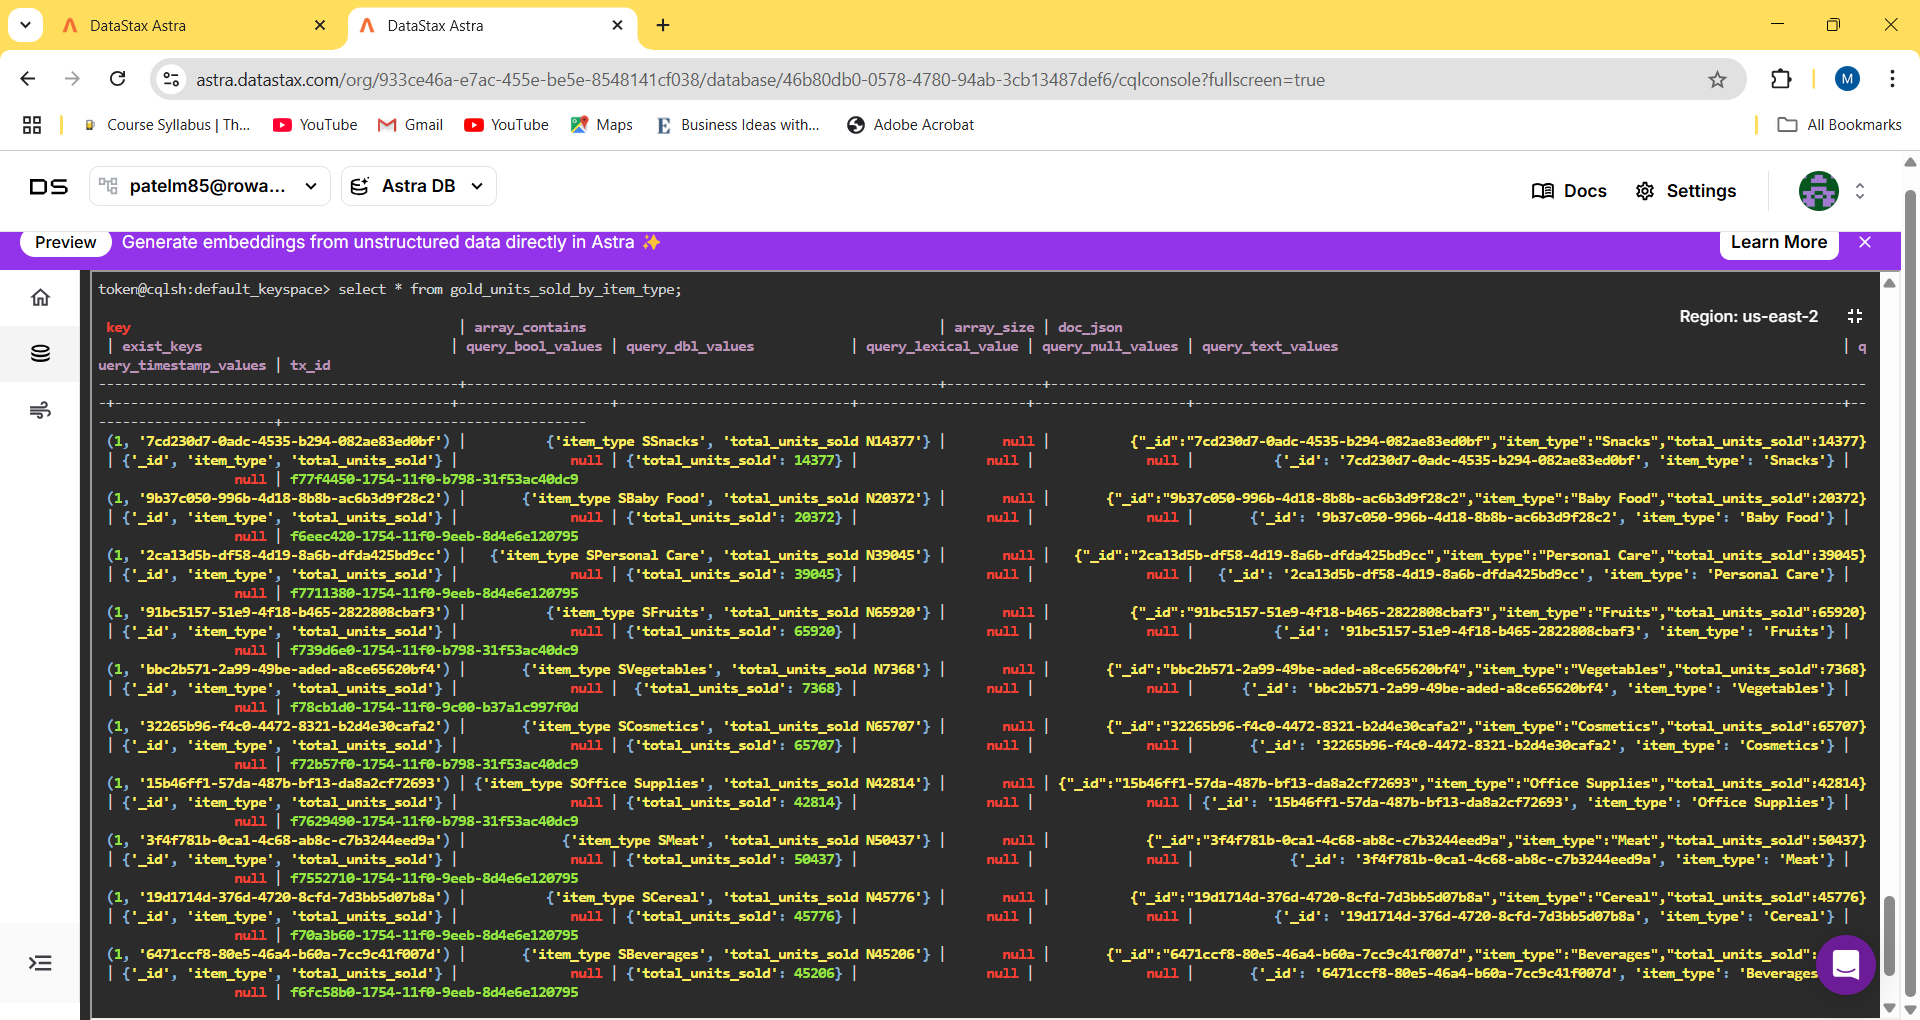 DataStax Astra
DataStax Astra
astra.datastax.com/org/933ce46a-e7ac-455e-be5e-8548141cf038/database/46b80db0-0578-4780-94ab-3cb13487def6/cqlconsole?fullscreen=true
M
Course Syllabus | Th... YouTube Gmail YouTube Maps Business Ideas with... Adobe Acrobat All Bookmarks
DS patelm85@rowa... Astra DB Docs Settings
Preview Generate embeddings from unstructured data directly in Astra ✨ Learn More
token@cqlsh:default_keyspace> select * from gold_units_sold_by_item_type;
Region: us-east-2
key | array_contains | array_size | doc_json
| exist_keys | query_bool_values | query_dbl_values | query_lexical_value | query_null_values | query_text_values | q
uery_timestamp_values | tx_id
(1, '7cd230d7-0adc-4535-b294-082ae83ed0bf') | {'item_type SSnacks', 'total_units_sold N14377'} | null | {"_id":"7cd230d7-0adc-4535-b294-082ae83ed0bf","item_type":"Snacks","total_units_sold":14377}
| {'_id', 'item_type', 'total_units_sold'} | null | {'total_units_sold': 14377} | null | null | {'_id': '7cd230d7-0adc-4535-b294-082ae83ed0bf', 'item_type': 'Snacks'} |
null | f77f4450-1754-11f0-b798-31f53ac40dc9
(1, '9b37c050-996b-4d18-8b8b-ac6b3d9f28c2') | {'item_type SBaby Food', 'total_units_sold N20372'} | null | {"_id":"9b37c050-996b-4d18-8b8b-ac6b3d9f28c2","item_type":"Baby Food","total_units_sold":20372}
| {'_id', 'item_type', 'total_units_sold'} | null | {'total_units_sold': 20372} | null | null | {'_id': '9b37c050-996b-4d18-8b8b-ac6b3d9f28c2', 'item_type': 'Baby Food'} |
null | f6eec420-1754-11f0-9eeb-8d4e6e120795
(1, '2ca13d5b-df58-4d19-8a6b-dfda425bd9cc') | {'item_type SPersonal Care', 'total_units_sold N39045'} | null | {"_id":"2ca13d5b-df58-4d19-8a6b-dfda425bd9cc","item_type":"Personal Care","total_units_sold":39045}
| {'_id', 'item_type', 'total_units_sold'} | null | {'total_units_sold': 39045} | null | null | {'_id': '2ca13d5b-df58-4d19-8a6b-dfda425bd9cc', 'item_type': 'Personal Care'} |
null | f7711380-1754-11f0-9eeb-8d4e6e120795
(1, '91bc5157-51e9-4f18-b465-2822808cbaf3') | {'item_type SFruits', 'total_units_sold N65920'} | null | {"_id":"91bc5157-51e9-4f18-b465-2822808cbaf3","item_type":"Fruits","total_units_sold":65920}
| {'_id', 'item_type', 'total_units_sold'} | null | {'total_units_sold': 65920} | null | null | {'_id': '91bc5157-51e9-4f18-b465-2822808cbaf3', 'item_type': 'Fruits'} |
null | f739d6e0-1754-11f0-b798-31f53ac40dc9
(1, 'bbc2b571-2a99-49be-aded-a8ce65620bf4') | {'item_type SVegetables', 'total_units_sold N7368'} | null | {"_id":"bbc2b571-2a99-49be-aded-a8ce65620bf4","item_type":"Vegetables","total_units_sold":7368}
| {'_id', 'item_type', 'total_units_sold'} | null | {'total_units_sold': 7368} | null | null | {'_id': 'bbc2b571-2a99-49be-aded-a8ce65620bf4', 'item_type': 'Vegetables'} |
null | f78cb1d0-1754-11f0-9c00-b37a1c997f0d
(1, '32265b96-f4c0-4472-8321-b2d4e30cafa2') | {'item_type SCosmetics', 'total_units_sold N65707'} | null | {"_id":"32265b96-f4c0-4472-8321-b2d4e30cafa2","item_type":"Cosmetics","total_units_sold":65707}
| {'_id', 'item_type', 'total_units_sold'} | null | {'total_units_sold': 65707} | null | null | {'_id': '32265b96-f4c0-4472-8321-b2d4e30cafa2', 'item_type': 'Cosmetics'} |
null | f72b57f0-1754-11f0-b798-31f53ac40dc9
(1, '15b46ff1-57da-487b-bf13-da8a2cf72693') | {'item_type SOffice Supplies', 'total_units_sold N42814'} | null | {"_id":"15b46ff1-57da-487b-bf13-da8a2cf72693","item_type":"Office Supplies","total_units_sold":42814}
| {'_id', 'item_type', 'total_units_sold'} | null | {'total_units_sold': 42814} | null | null | {'_id': '15b46ff1-57da-487b-bf13-da8a2cf72693', 'item_type': 'Office Supplies'} |
null | f7629490-1754-11f0-b798-31f53ac40dc9
(1, '3f4f781b-0ca1-4c68-ab8c-c7b3244eed9a') | {'item_type SMeat', 'total_units_sold N50437'} | null | {"_id":"3f4f781b-0ca1-4c68-ab8c-c7b3244eed9a","item_type":"Meat","total_units_sold":50437}
| {'_id', 'item_type', 'total_units_sold'} | null | {'total_units_sold': 50437} | null | null | {'_id': '3f4f781b-0ca1-4c68-ab8c-c7b3244eed9a', 'item_type': 'Meat'} |
null | f7552710-1754-11f0-9eeb-8d4e6e120795
(1, '19d1714d-376d-4720-8cfd-7d3bb5d07b8a') | {'item_type SCereal', 'total_units_sold N45776'} | null | {"_id":"19d1714d-376d-4720-8cfd-7d3bb5d07b8a","item_type":"Cereal","total_units_sold":45776}
| {'_id', 'item_type', 'total_units_sold'} | null | {'total_units_sold': 45776} | null | null | {'_id': '19d1714d-376d-4720-8cfd-7d3bb5d07b8a', 'item_type': 'Cereal'} |
null | f70a3b60-1754-11f0-9eeb-8d4e6e120795
(1, '6471ccf8-80e5-46a4-b60a-7cc9c41f007d') | {'item_type SBeverages', 'total_units_sold N45206'} | null | {"_id":"6471ccf8-80e5-46a4-b60a-7cc9c41f007d","item_type":"Beverages","total_units_sold":
| {'_id', 'item_type', 'total_units_sold'} | null | {'total_units_sold': 45206} | null | null | {'_id': '6471ccf8-80e5-46a4-b60a-7cc9c41f007d', 'item_type': 'Beverages
null | f6fc58b0-1754-11f0-9eeb-8d4e6e120795